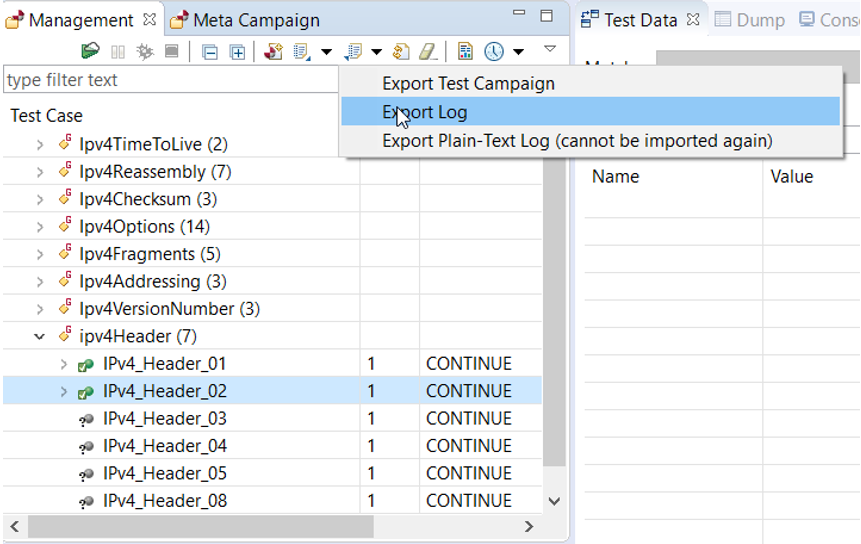 Management Meta Campaign Test Data Dump
type filter text
Export Test Campaign
Export Log
Export Plain-Text Log (cannot be imported again)
Test Case
Name Value
Ipv4TimeToLive (2)
Ipv4Reassembly (7)
Ipv4Checksum (3)
Ipv4Options (14)
Ipv4Fragments (5)
Ipv4Addressing (3)
Ipv4VersionNumber (3)
ipv4Header (7)
IPv4_Header_01 1 CONTINUE
IPv4_Header_02 1 CONTINUE
IPv4_Header_03 1 CONTINUE
IPv4_Header_04 1 CONTINUE
IPv4_Header_05 1 CONTINUE
IPv4_Header_08 1 CONTINUE